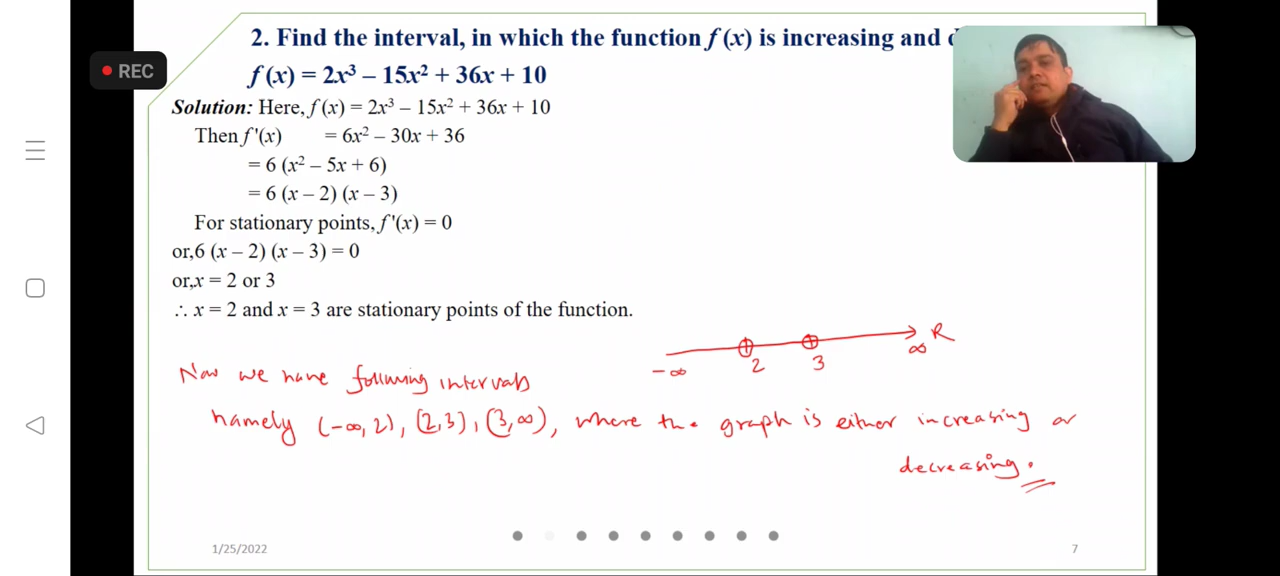 2. Find the interval, in which the function f (x) is increasing and
REC
f (x) = 2x³ – 15x² + 36x + 10
Solution: Here, f (x) = 2x³ – 15x² + 36x + 10
Then f '(x) = 6x² – 30x + 36
= 6 (x² – 5x + 6)
= 6 (x – 2) (x – 3)
For stationary points, f '(x) = 0
or,6 (x – 2) (x – 3) = 0
or,x = 2 or 3
∴ x = 2 and x = 3 are stationary points of the function.
-∞ 2 3 ∞ R
Now we have following intervals
namely (-∞, 2), (2, 3), (3, ∞), where the graph is either increasing or
decreasing.
1/25/2022
7